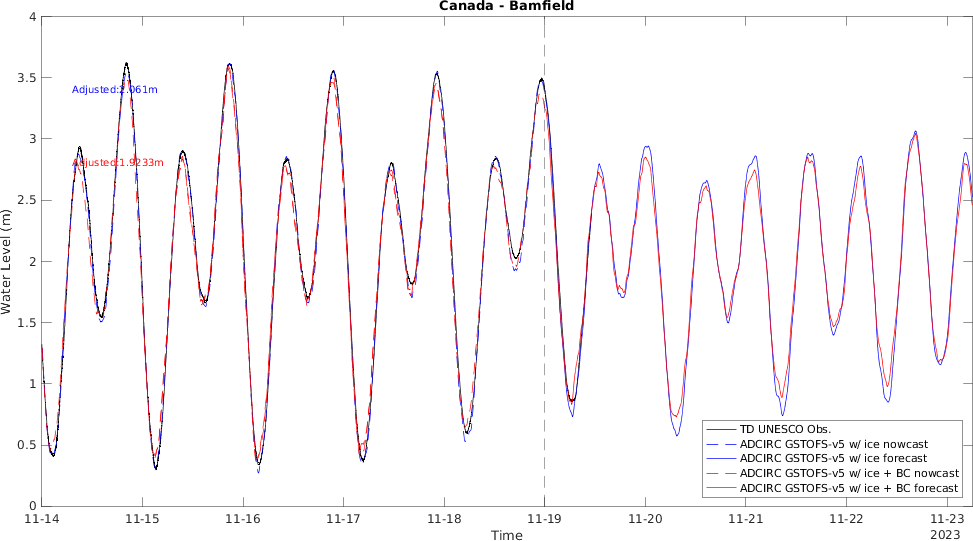 Canada - Bamfield
4
3.5
3
2.5
2
1.5
1
0.5
0
Water Level (m)
Adjusted:2.061m
Adjusted:1.9233m
TD UNESCO Obs.
ADCIRC GSTOFS-v5 w/ ice nowcast
ADCIRC GSTOFS-v5 w/ ice forecast
ADCIRC GSTOFS-v5 w/ ice + BC nowcast
ADCIRC GSTOFS-v5 w/ ice + BC forecast
11-14 11-15 11-16 11-17 11-18 11-19 11-20 11-21 11-22 11-23
2023
Time